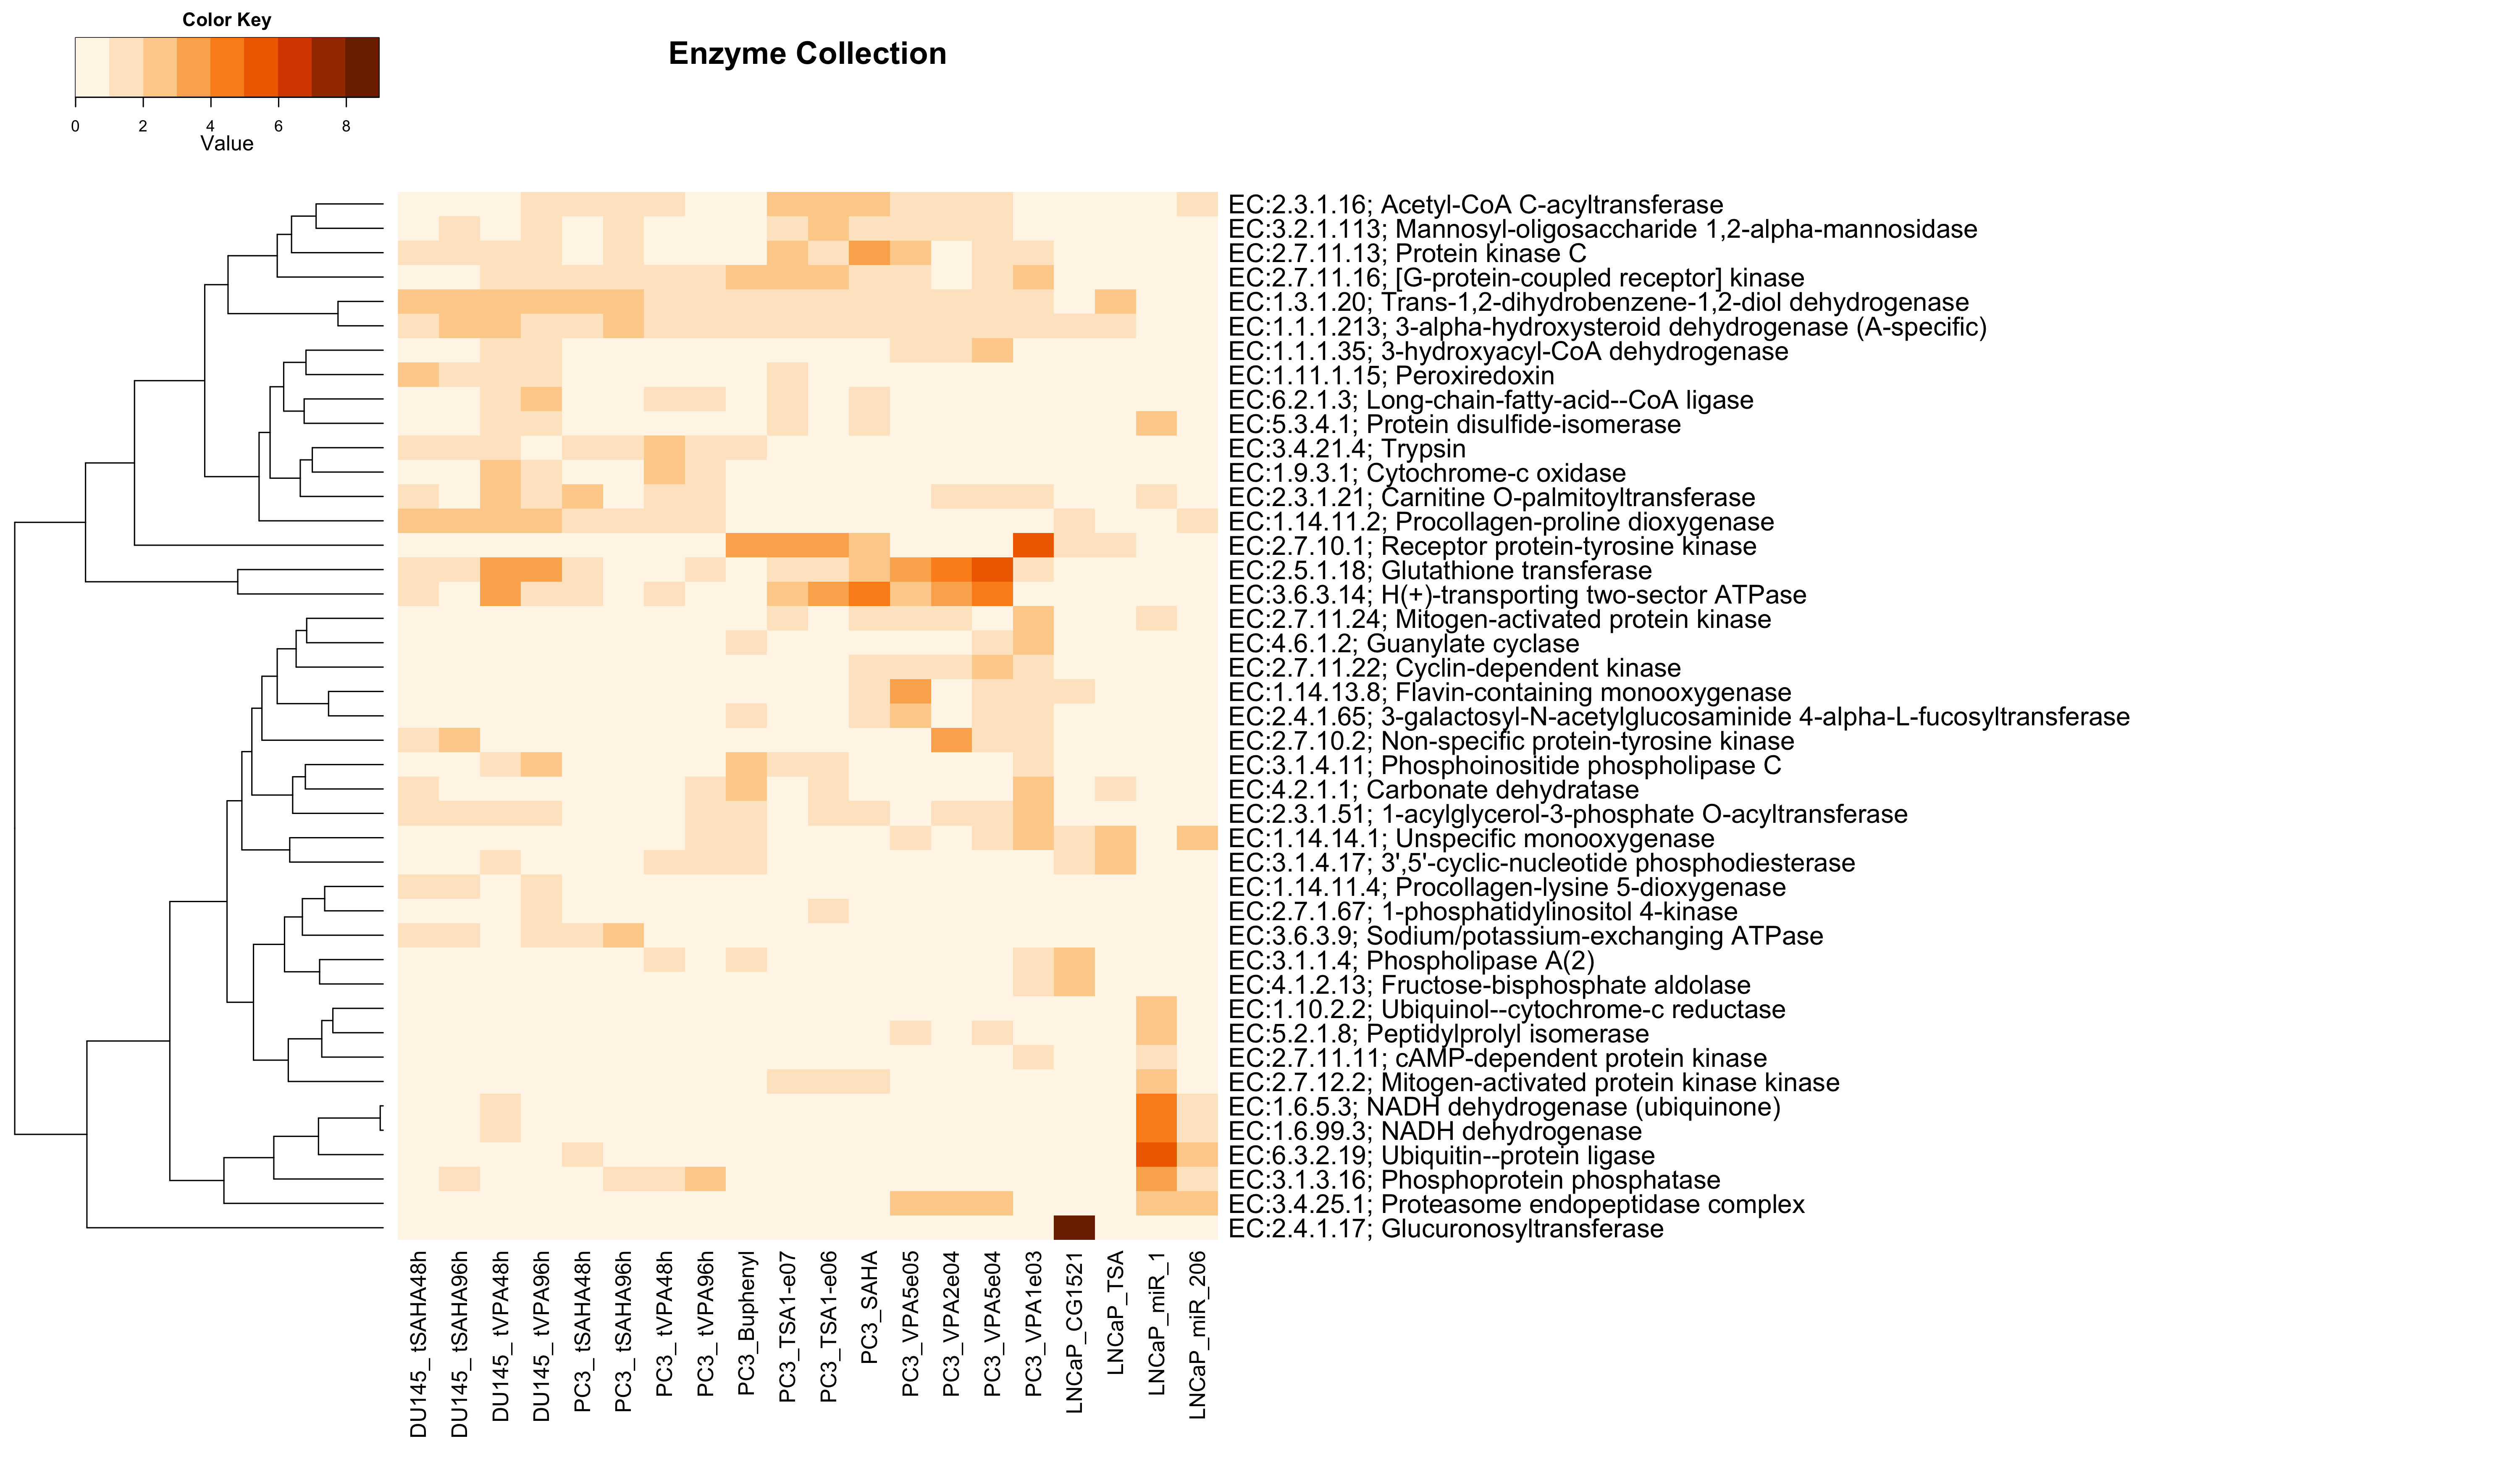 Color Key
0 2 4 6 8
Value
Enzyme Collection
EC:2.3.1.16; Acetyl-CoA C-acyltransferase
EC:3.2.1.113; Mannosyl-oligosaccharide 1,2-alpha-mannosidase
EC:2.7.11.13; Protein kinase C
EC:2.7.11.16; [G-protein-coupled receptor] kinase
EC:1.3.1.20; Trans-1,2-dihydrobenzene-1,2-diol dehydrogenase
EC:1.1.1.213; 3-alpha-hydroxysteroid dehydrogenase (A-specific)
EC:1.1.1.35; 3-hydroxyacyl-CoA dehydrogenase
EC:1.11.1.15; Peroxiredoxin
EC:6.2.1.3; Long-chain-fatty-acid--CoA ligase
EC:5.3.4.1; Protein disulfide-isomerase
EC:3.4.21.4; Trypsin
EC:1.9.3.1; Cytochrome-c oxidase
EC:2.3.1.21; Carnitine O-palmitoyltransferase
EC:1.14.11.2; Procollagen-proline dioxygenase
EC:2.7.10.1; Receptor protein-tyrosine kinase
EC:2.5.1.18; Glutathione transferase
EC:3.6.3.14; H(+)-transporting two-sector ATPase
EC:2.7.11.24; Mitogen-activated protein kinase
EC:4.6.1.2; Guanylate cyclase
EC:2.7.11.22; Cyclin-dependent kinase
EC:1.14.13.8; Flavin-containing monooxygenase
EC:2.4.1.65; 3-galactosyl-N-acetylglucosaminide 4-alpha-L-fucosyltransferase
EC:2.7.10.2; Non-specific protein-tyrosine kinase
EC:3.1.4.11; Phosphoinositide phospholipase C
EC:4.2.1.1; Carbonate dehydratase
EC:2.3.1.51; 1-acylglycerol-3-phosphate O-acyltransferase
EC:1.14.14.1; Unspecific monooxygenase
EC:3.1.4.17; 3',5'-cyclic-nucleotide phosphodiesterase
EC:1.14.11.4; Procollagen-lysine 5-dioxygenase
EC:2.7.1.67; 1-phosphatidylinositol 4-kinase
EC:3.6.3.9; Sodium/potassium-exchanging ATPase
EC:3.1.1.4; Phospholipase A(2)
EC:4.1.2.13; Fructose-bisphosphate aldolase
EC:1.10.2.2; Ubiquinol--cytochrome-c reductase
EC:5.2.1.8; Peptidylprolyl isomerase
EC:2.7.11.11; cAMP-dependent protein kinase
EC:2.7.12.2; Mitogen-activated protein kinase kinase
EC:1.6.5.3; NADH dehydrogenase (ubiquinone)
EC:1.6.99.3; NADH dehydrogenase
EC:6.3.2.19; Ubiquitin--protein ligase
EC:3.1.3.16; Phosphoprotein phosphatase
EC:3.4.25.1; Proteasome endopeptidase complex
EC:2.4.1.17; Glucuronosyltransferase
DU145_ tSAHA48h
DU145_ tSAHA96h
DU145_ tVPA48h
DU145_ tVPA96h
PC3_ tSAHA48h
PC3_ tSAHA96h
PC3_ tVPA48h
PC3_ tVPA96h
PC3_Buphenyl
PC3_TSA1-e07
PC3_TSA1-e06
PC3_SAHA
PC3_VPA5e05
PC3_VPA2e04
PC3_VPA5e04
PC3_VPA1e03
LNCaP_CG1521
LNCaP_TSA
LNCaP_miR_1
LNCaP_miR_206